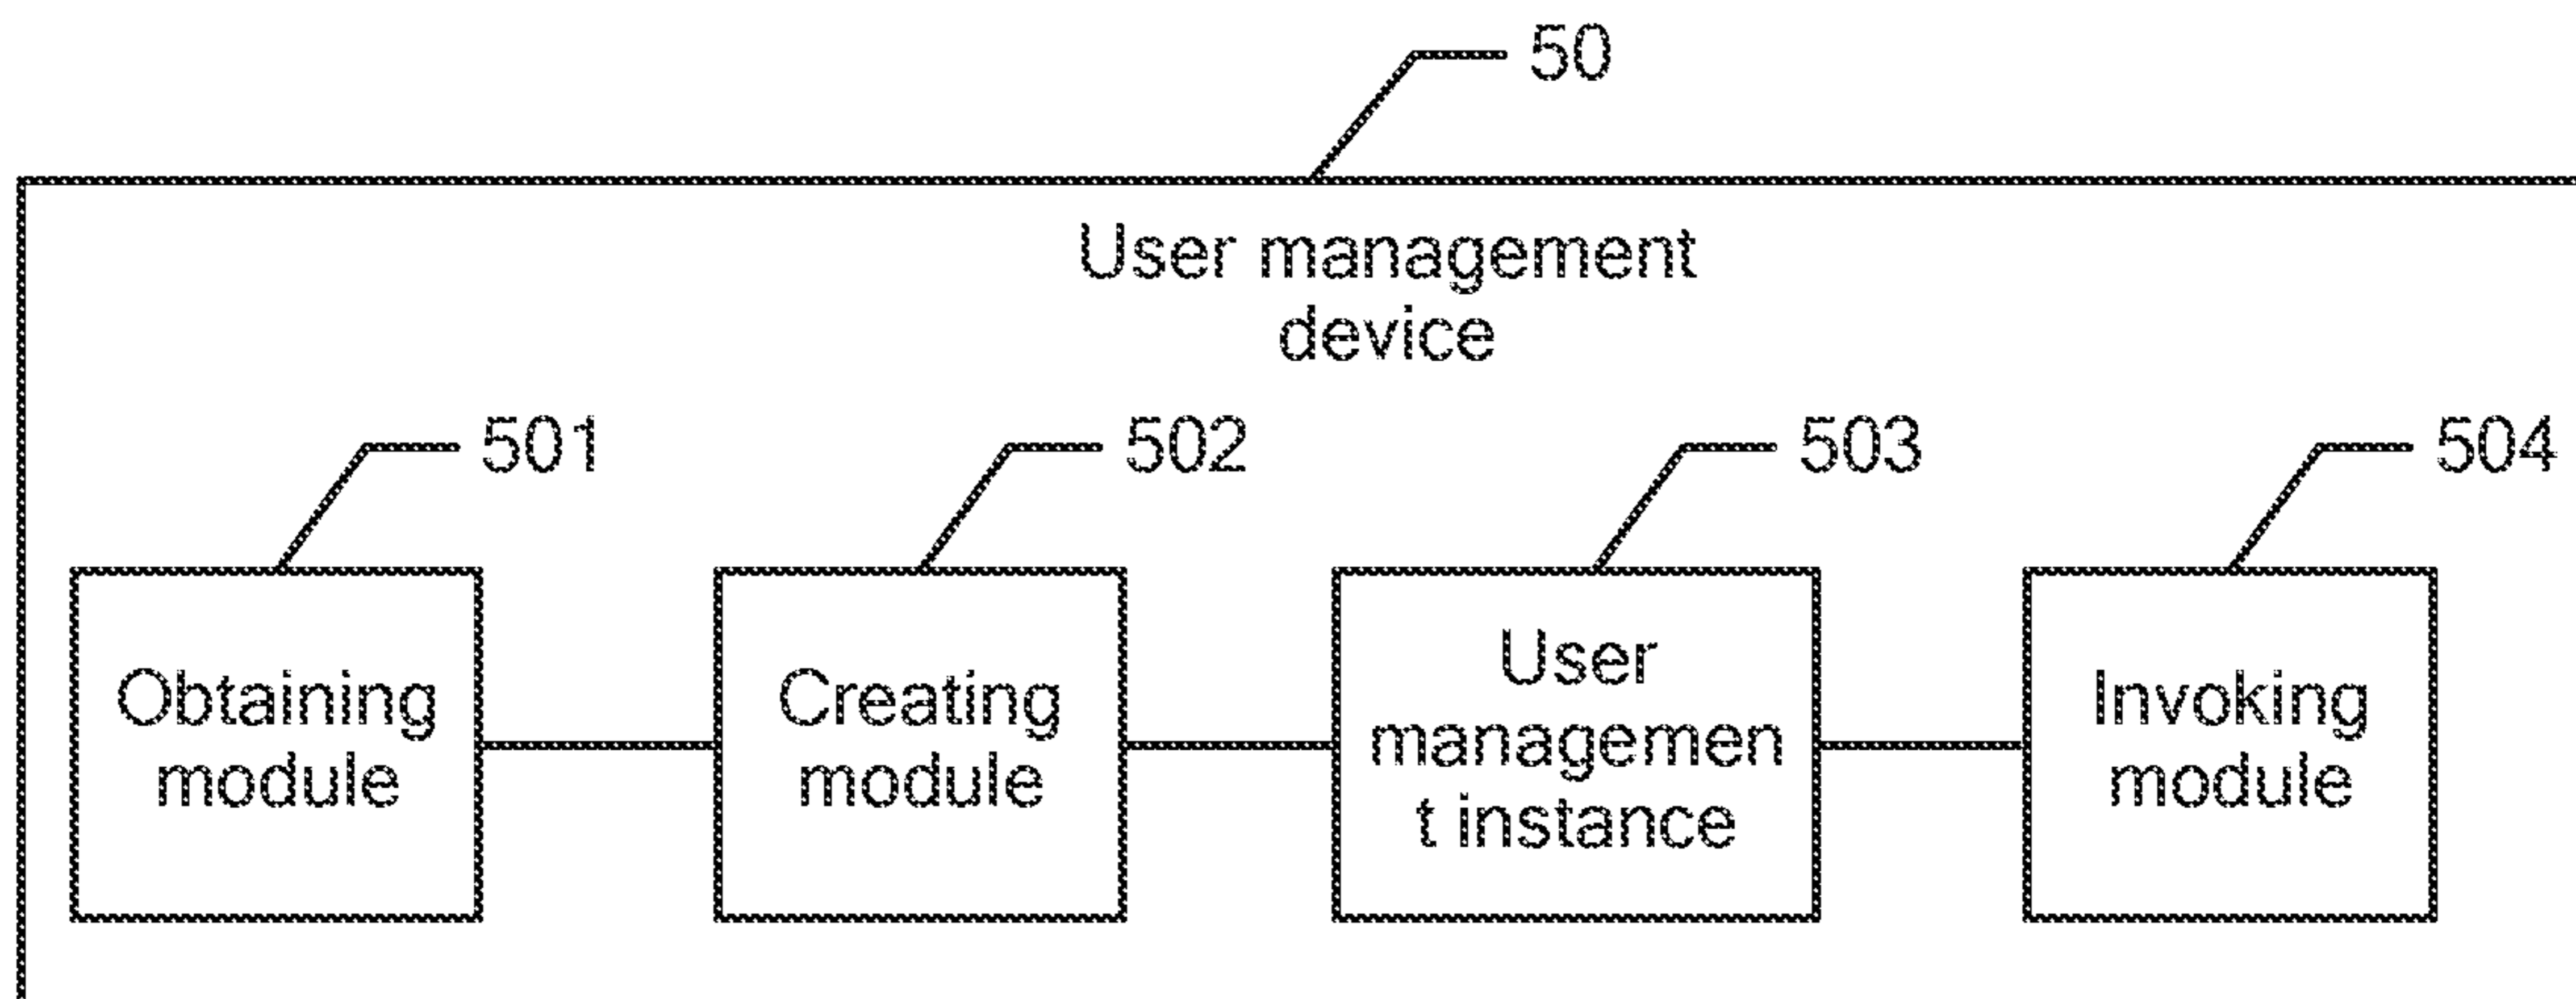 50
User management
device
501
502
503
504
Obtaining
module
Creating
module
User
managemen
t instance
Invoking
module